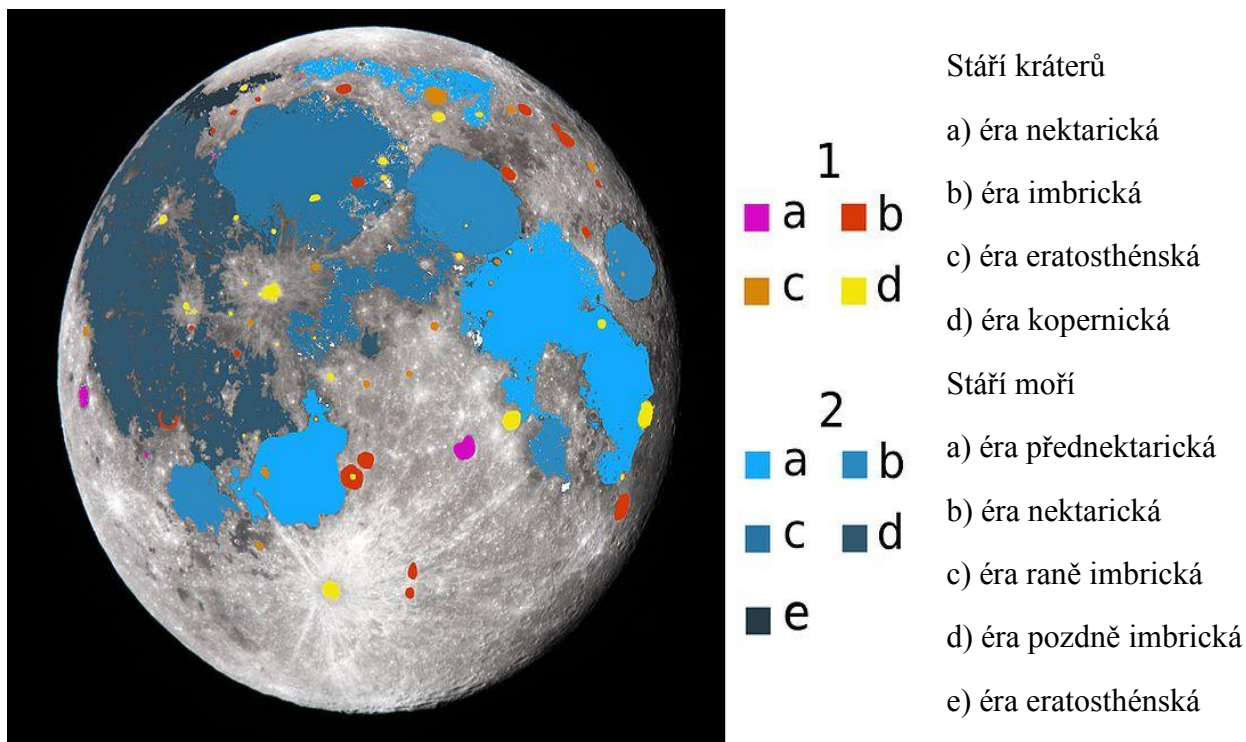 1
a b
c d
2
a b
c d
e
Stáří kráterů
a) éra nektarická
b) éra imbrická
c) éra eratosthénská
d) éra kopernická
Stáří moří
a) éra přednektarická
b) éra nektarická
c) éra raně imbrická
d) éra pozdně imbrická
e) éra eratosthénská